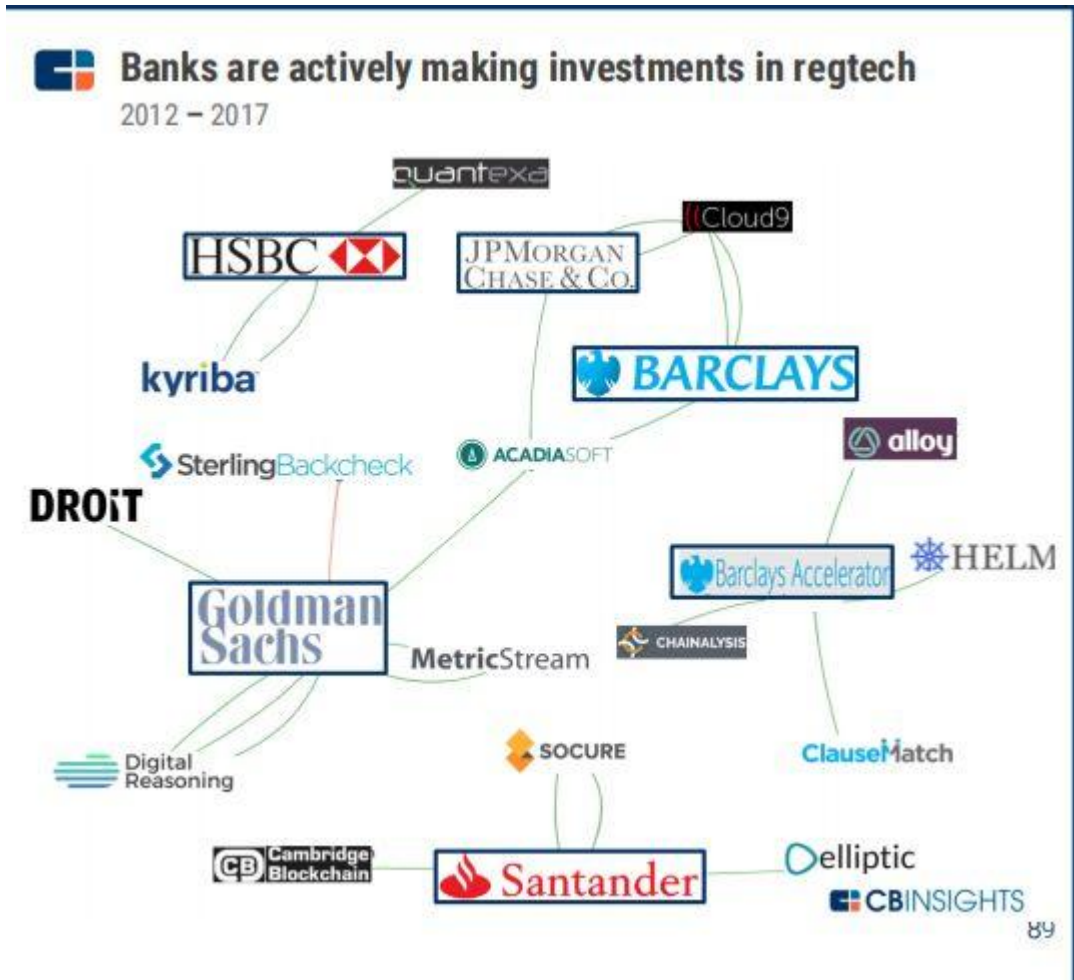 Banks are actively making investments in regtech
2012 – 2017
quantexa
HSBC
JPMORGAN
CHASE & CO.
((Cloud9
kyriba
BARCLAYS
SterlingBackcheck
ACADIASOFT
alloy
DROiT
Barclays Accelerator
HELM
Goldman
Sachs
MetricStream
CHAINALYSIS
Digital
Reasoning
SOCURE
ClauseMatch
CB Cambridge
Blockchain
Santander
elliptic
CBINSIGHTS
89